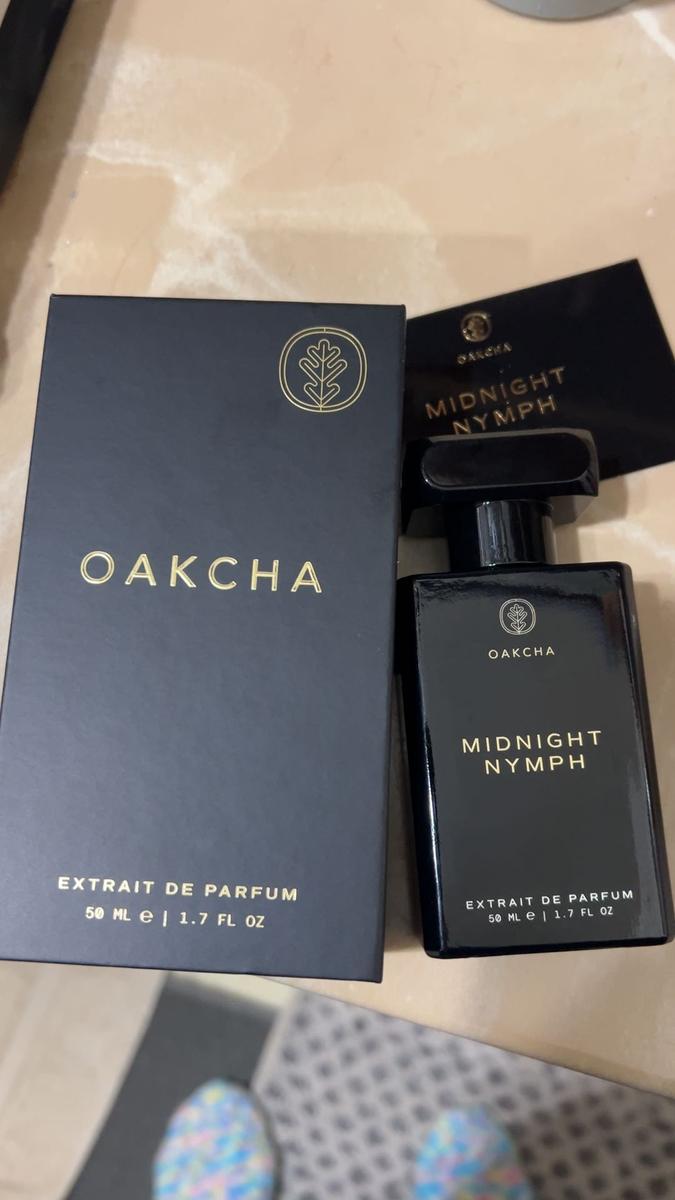 OAKCHA
EXTRAIT DE PARFUM
50 ML e | 1.7 FL OZ
OAKCHA
MIDNIGHT
NYMPH
OAKCHA
MIDNIGHT
NYMPH
EXTRAIT DE PARFUM
50 ML e | 1.7 FL OZ